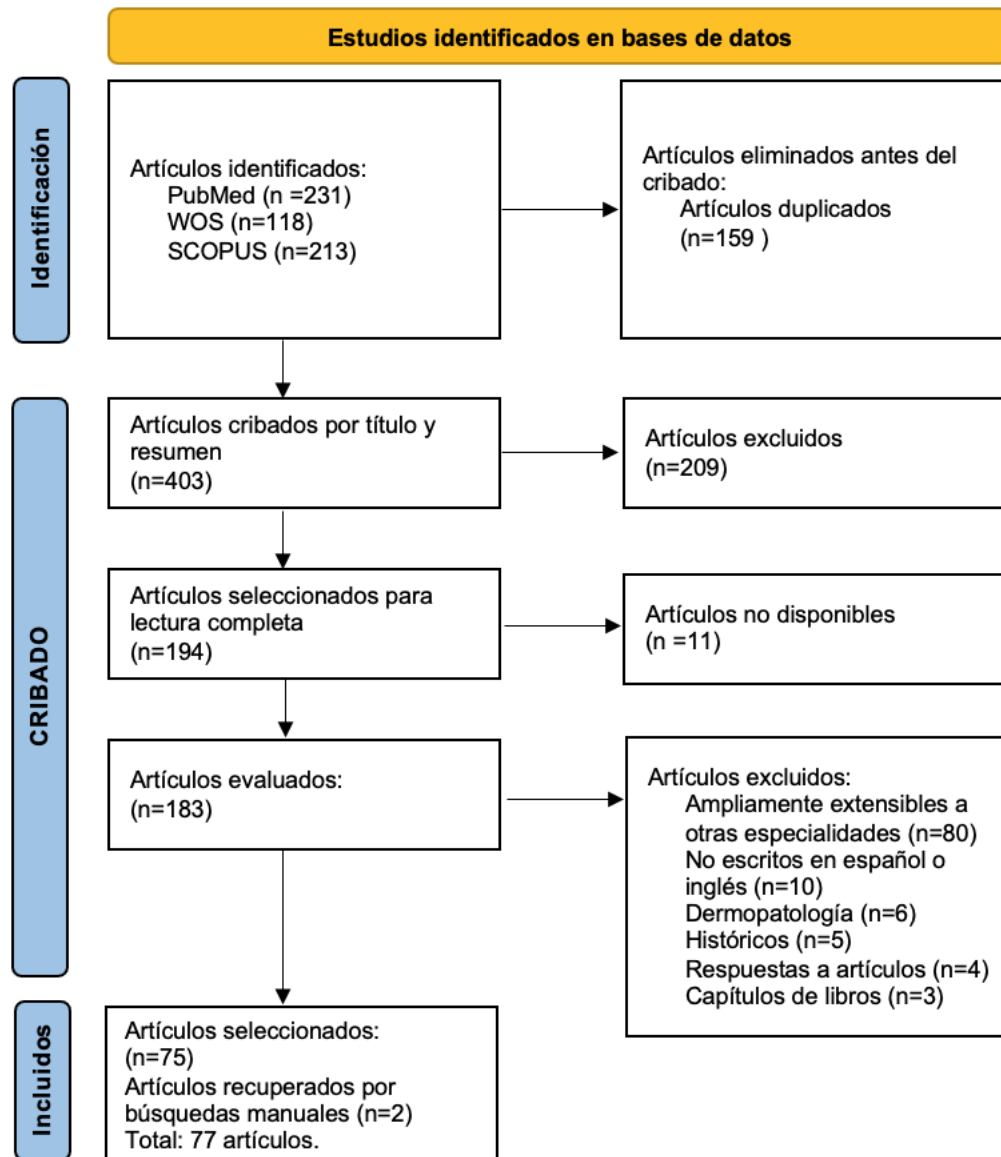 Estudios identificados en bases de datos
Identificación
Artículos identificados:
PubMed (n =231)
WOS (n=118)
SCOPUS (n=213)
Artículos eliminados antes del
cribado:
Artículos duplicados
(n=159 )
CRIBADO
Artículos cribados por título y
resumen
(n=403)
Artículos excluidos
(n=209)
Artículos seleccionados para
lectura completa
(n=194)
Artículos no disponibles
(n =11)
Artículos evaluados:
(n=183)
Artículos excluidos:
Ampliamente extensibles a
otras especialidades (n=80)
No escritos en español o
inglés (n=10)
Dermopatología (n=6)
Históricos (n=5)
Respuestas a artículos (n=4)
Capítulos de libros (n=3)
Incluidos
Artículos seleccionados:
(n=75)
Artículos recuperados por
búsquedas manuales (n=2)
Total: 77 artículos.